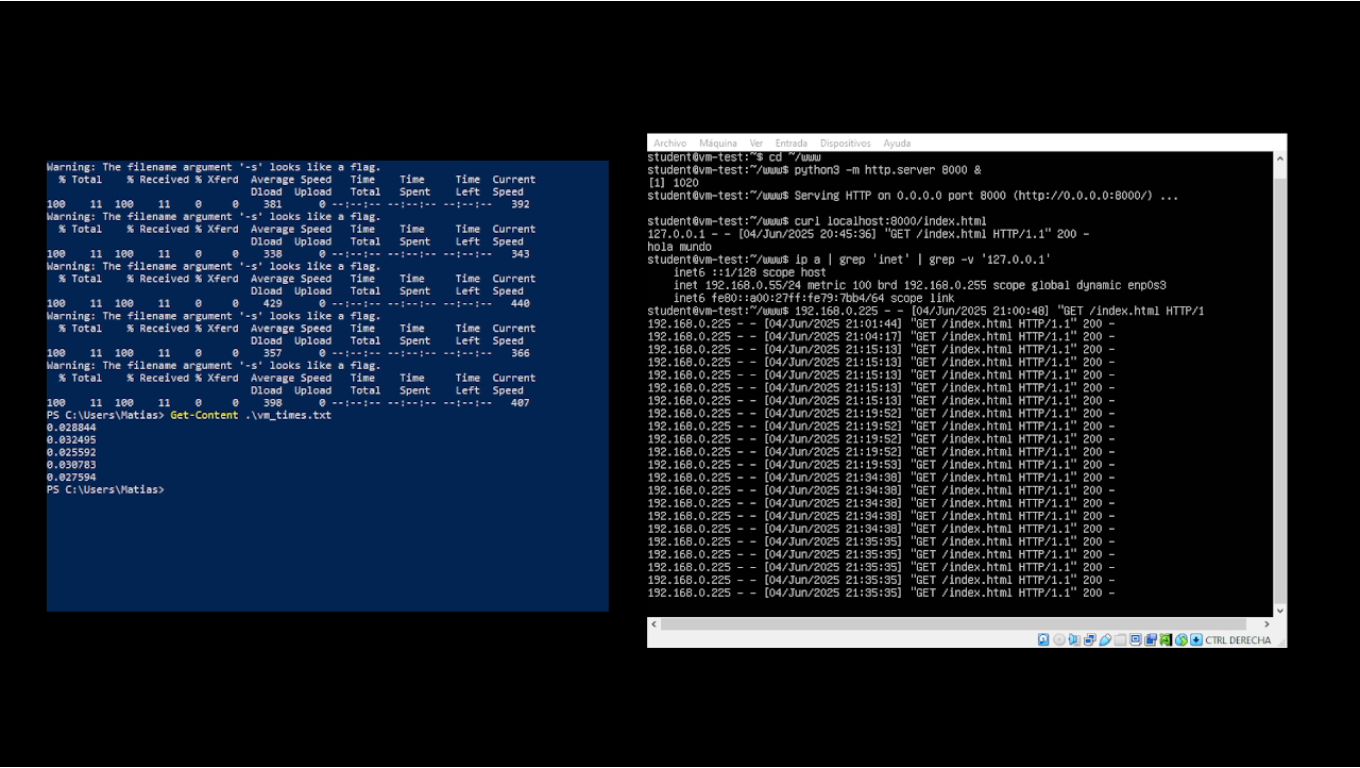 Warning: The filename argument '-s' looks like a flag.
% Total % Received % Xferd Average Speed Time Time Time Current
Dload Upload Total Spent Left Speed
100 11 100 11 0 0 381 0 --:--:-- --:--:-- --:--:-- 392
Warning: The filename argument '-s' looks like a flag.
% Total % Received % Xferd Average Speed Time Time Time Current
Dload Upload Total Spent Left Speed
100 11 100 11 0 0 338 0 --:--:-- --:--:-- --:--:-- 343
Warning: The filename argument '-s' looks like a flag.
% Total % Received % Xferd Average Speed Time Time Time Current
Dload Upload Total Spent Left Speed
100 11 100 11 0 0 429 0 --:--:-- --:--:-- --:--:-- 440
Warning: The filename argument '-s' looks like a flag.
% Total % Received % Xferd Average Speed Time Time Time Current
Dload Upload Total Spent Left Speed
100 11 100 11 0 0 357 0 --:--:-- --:--:-- --:--:-- 366
Warning: The filename argument '-s' looks like a flag.
% Total % Received % Xferd Average Speed Time Time Time Current
Dload Upload Total Spent Left Speed
100 11 100 11 0 0 398 0 --:--:-- --:--:-- --:--:-- 407
PS C:\Users\Matias> Get-Content .\vm_times.txt
0.028844
0.032495
0.025592
0.030783
0.027594
PS C:\Users\Matias>
Archivo Máquina Ver Entrada Dispositivos Ayuda
student@vm-test:~$ cd ~/www
student@vm-test:~/www$ python3 -m http.server 8000 &
[1] 1020
student@vm-test:~/www$ Serving HTTP on 0.0.0.0 port 8000 (http://0.0.0.0:8000/) ...
student@vm-test:~/www$ curl localhost:8000/index.html
127.0.0.1 - - [04/Jun/2025 20:45:36] "GET /index.html HTTP/1.1" 200 -
hola mundo
student@vm-test:~/www$ ip a | grep 'inet' | grep -v '127.0.0.1'
inet6 ::1/128 scope host
inet 192.168.0.55/24 metric 100 brd 192.168.0.255 scope global dynamic enp0s3
inet6 fe80::a00:27ff:fe79:7bb4/64 scope link
student@vm-test:~/www$ 192.168.0.225 - - [04/Jun/2025 21:00:48] "GET /index.html HTTP/1
192.168.0.225 - - [04/Jun/2025 21:01:44] "GET /index.html HTTP/1.1" 200 -
192.168.0.225 - - [04/Jun/2025 21:04:17] "GET /index.html HTTP/1.1" 200 -
192.168.0.225 - - [04/Jun/2025 21:15:13] "GET /index.html HTTP/1.1" 200 -
192.168.0.225 - - [04/Jun/2025 21:15:13] "GET /index.html HTTP/1.1" 200 -
192.168.0.225 - - [04/Jun/2025 21:15:13] "GET /index.html HTTP/1.1" 200 -
192.168.0.225 - - [04/Jun/2025 21:15:13] "GET /index.html HTTP/1.1" 200 -
192.168.0.225 - - [04/Jun/2025 21:15:13] "GET /index.html HTTP/1.1" 200 -
192.168.0.225 - - [04/Jun/2025 21:19:52] "GET /index.html HTTP/1.1" 200 -
192.168.0.225 - - [04/Jun/2025 21:19:52] "GET /index.html HTTP/1.1" 200 -
192.168.0.225 - - [04/Jun/2025 21:19:52] "GET /index.html HTTP/1.1" 200 -
192.168.0.225 - - [04/Jun/2025 21:19:52] "GET /index.html HTTP/1.1" 200 -
192.168.0.225 - - [04/Jun/2025 21:19:53] "GET /index.html HTTP/1.1" 200 -
192.168.0.225 - - [04/Jun/2025 21:34:38] "GET /index.html HTTP/1.1" 200 -
192.168.0.225 - - [04/Jun/2025 21:34:38] "GET /index.html HTTP/1.1" 200 -
192.168.0.225 - - [04/Jun/2025 21:34:38] "GET /index.html HTTP/1.1" 200 -
192.168.0.225 - - [04/Jun/2025 21:34:38] "GET /index.html HTTP/1.1" 200 -
192.168.0.225 - - [04/Jun/2025 21:34:38] "GET /index.html HTTP/1.1" 200 -
192.168.0.225 - - [04/Jun/2025 21:35:35] "GET /index.html HTTP/1.1" 200 -
192.168.0.225 - - [04/Jun/2025 21:35:35] "GET /index.html HTTP/1.1" 200 -
192.168.0.225 - - [04/Jun/2025 21:35:35] "GET /index.html HTTP/1.1" 200 -
192.168.0.225 - - [04/Jun/2025 21:35:35] "GET /index.html HTTP/1.1" 200 -
192.168.0.225 - - [04/Jun/2025 21:35:35] "GET /index.html HTTP/1.1" 200 -
CTRL DERECHA